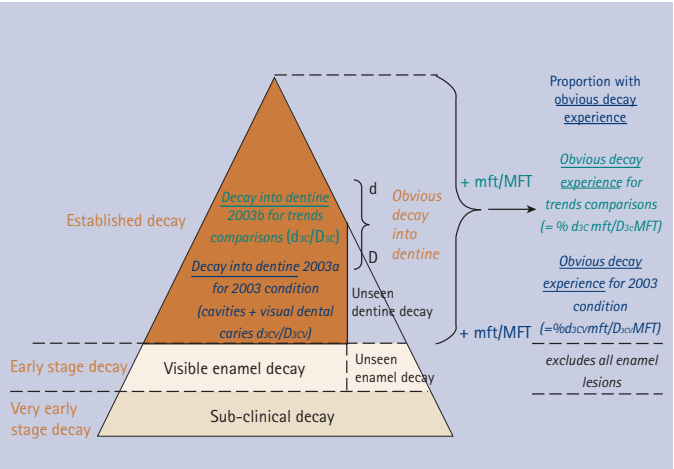 Proportion with
obvious decay
experience
+ mft/MFT
Obvious decay
experience for
trends comparisons
(= % d3c mft/D3cMFT)
d
Obvious
decay
into
dentine
D
Established decay
Decay into dentine
2003b for trends
comparisons (d3c/D3C)
Decay into dentine 2003a
for 2003 condition
(cavities + visual dental
caries d3CV/D3CV)
Unseen
dentine decay
Obvious decay
experience for 2003
condition
(=%d3CVmft/D3CVMFT)
+ mft/MFT
Early stage decay
Visible enamel decay
Unseen
enamel decay
excludes all enamel
lesions
Very early
stage decay
Sub-clinical decay